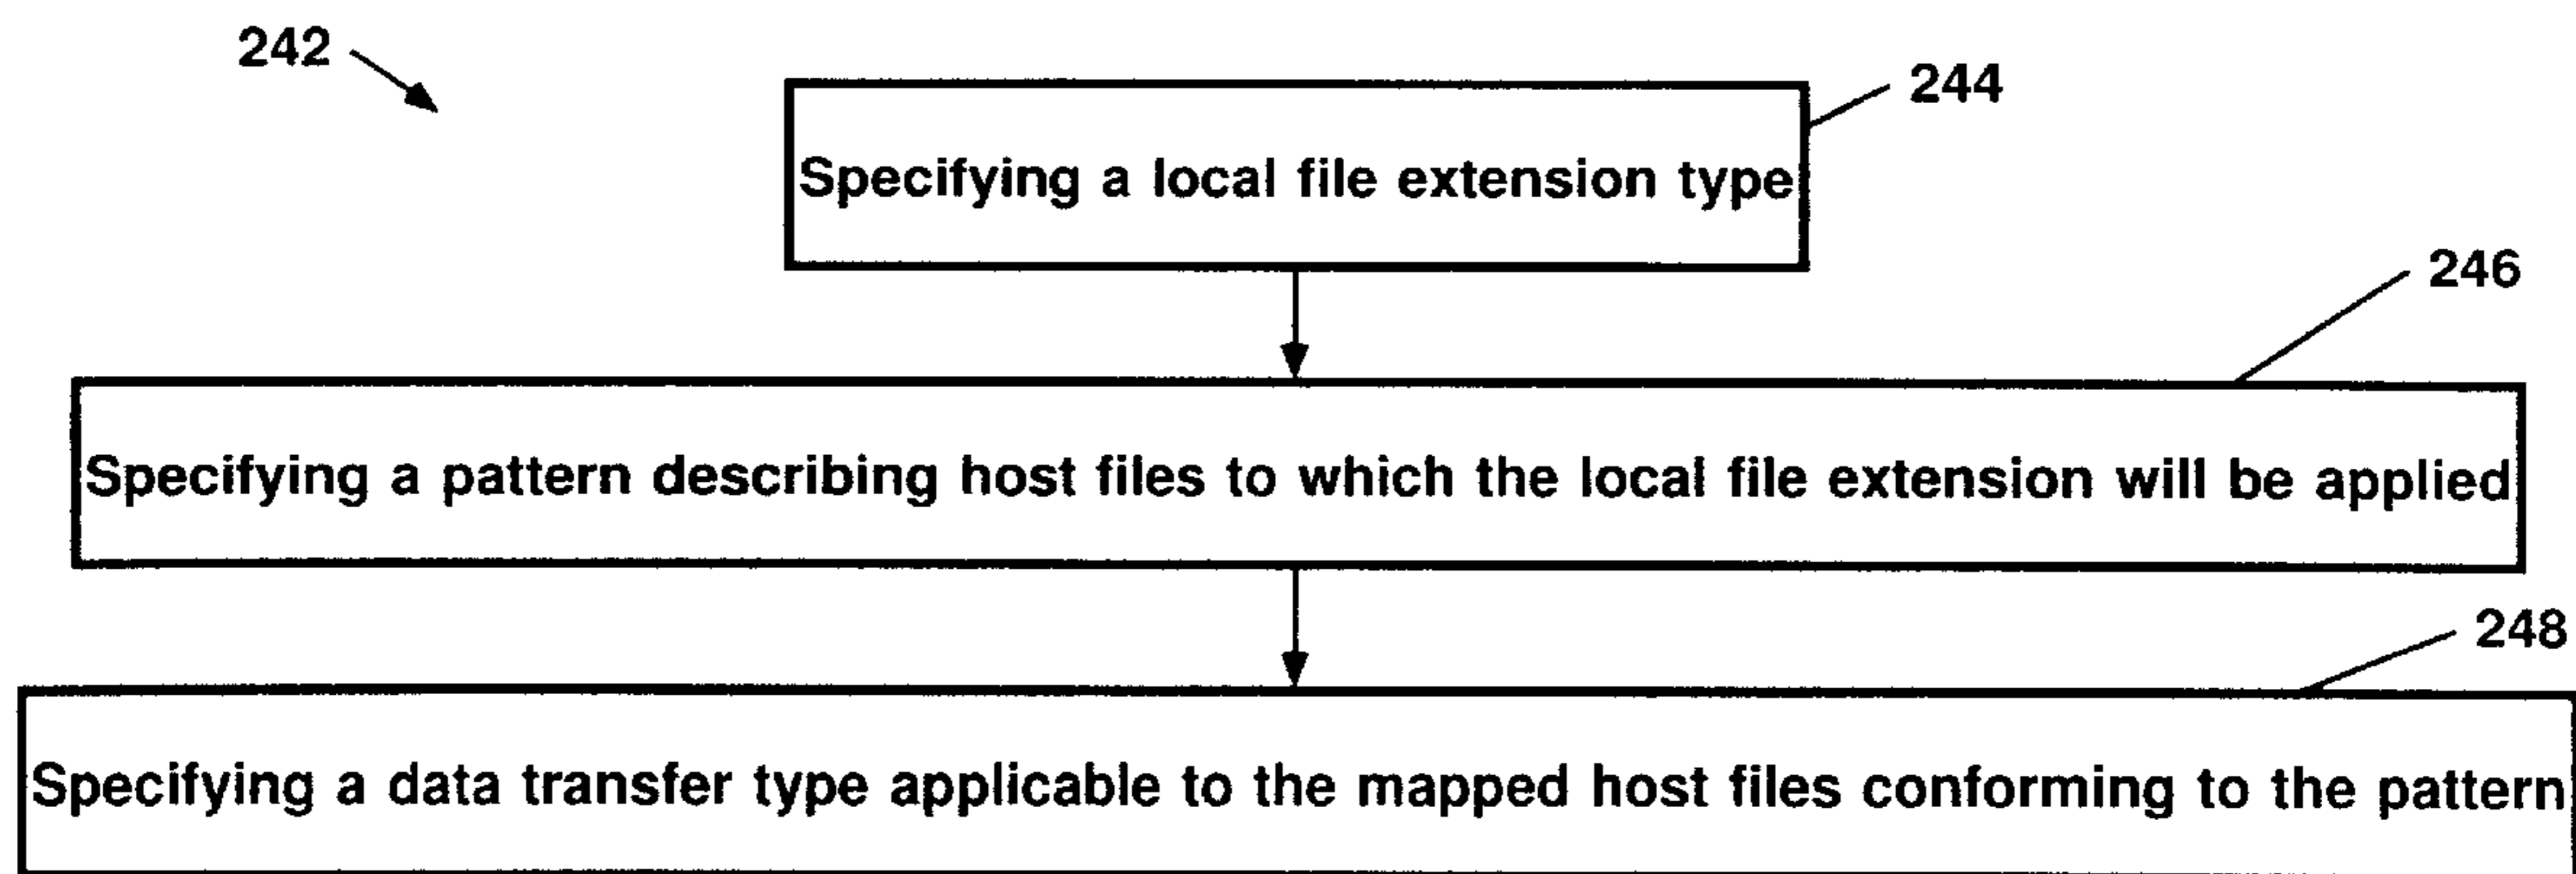 242
244
Specifying a local file extension type
246
Specifying a pattern describing host files to which the local file extension will be applied
248
Specifying a data transfer type applicable to the mapped host files conforming to the pattern